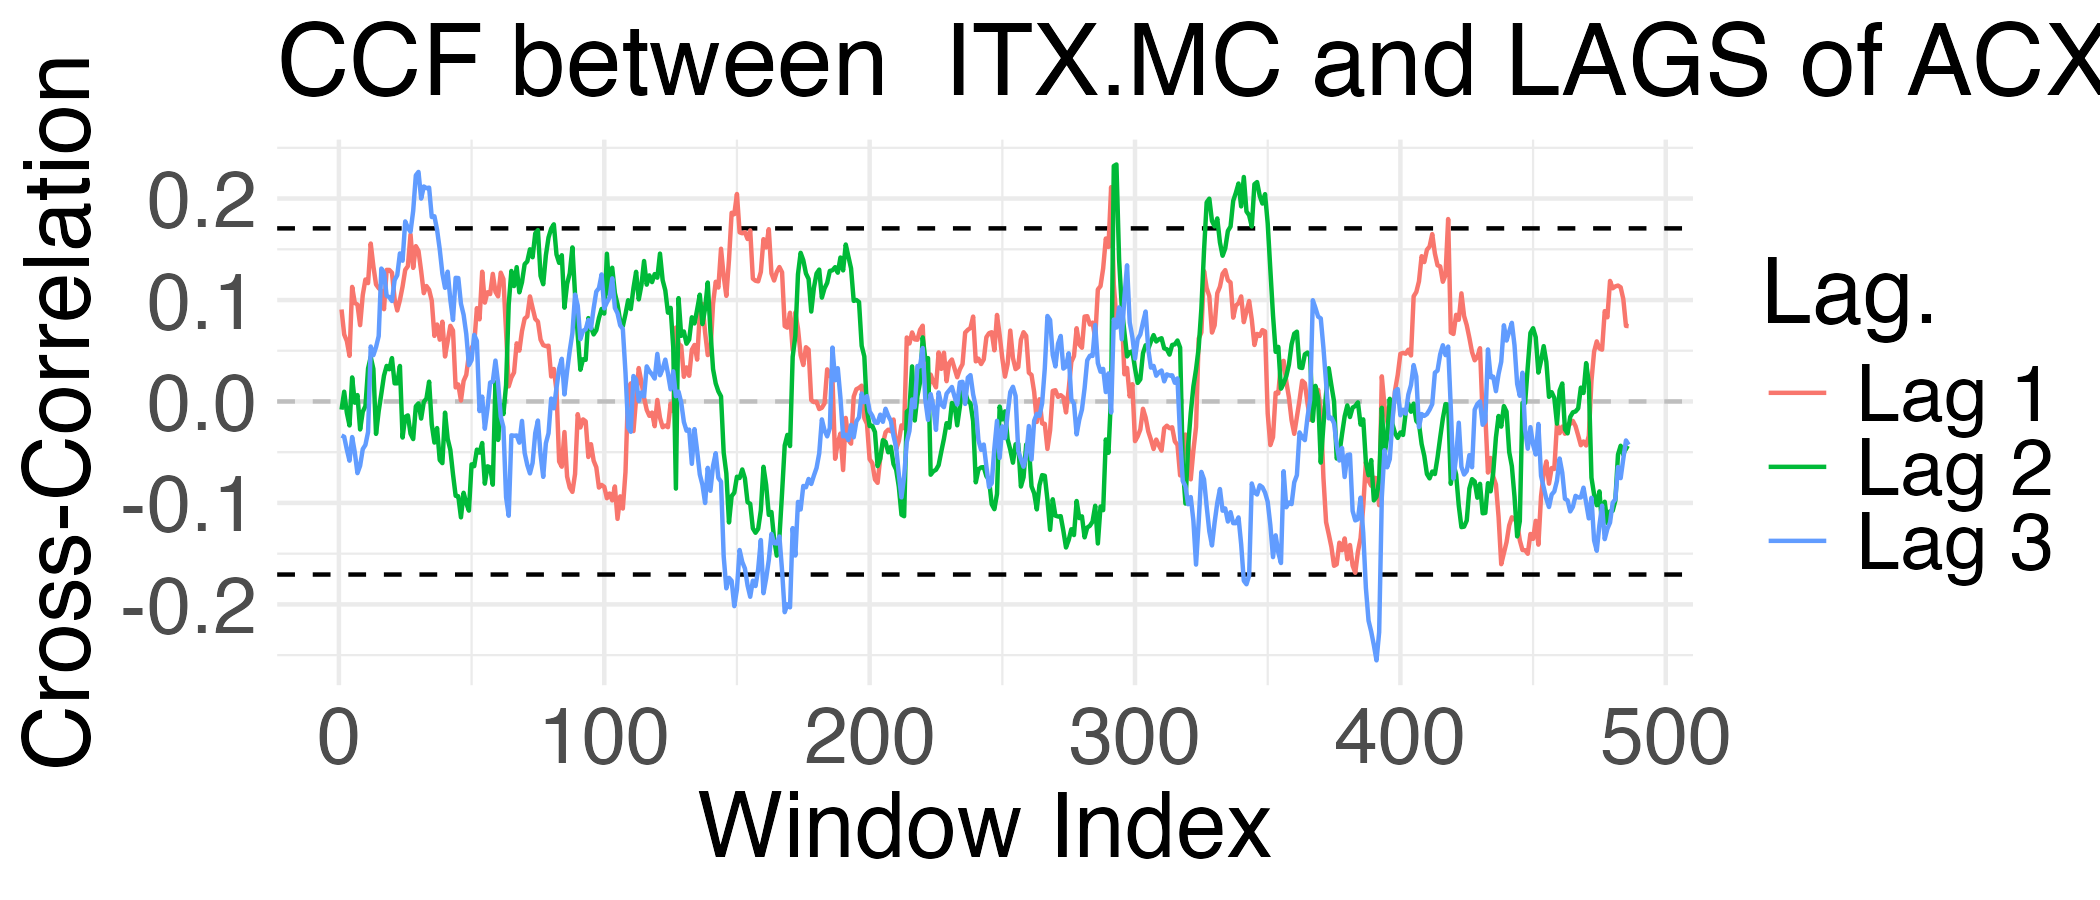 CCF between  ITX.MC and LAGS of ACX
Cross-Correlation
0.2
0.1
0.0
-0.1
-0.2
0 100 200 300 400 500
Window Index
Lag.
Lag 1
Lag 2
Lag 3